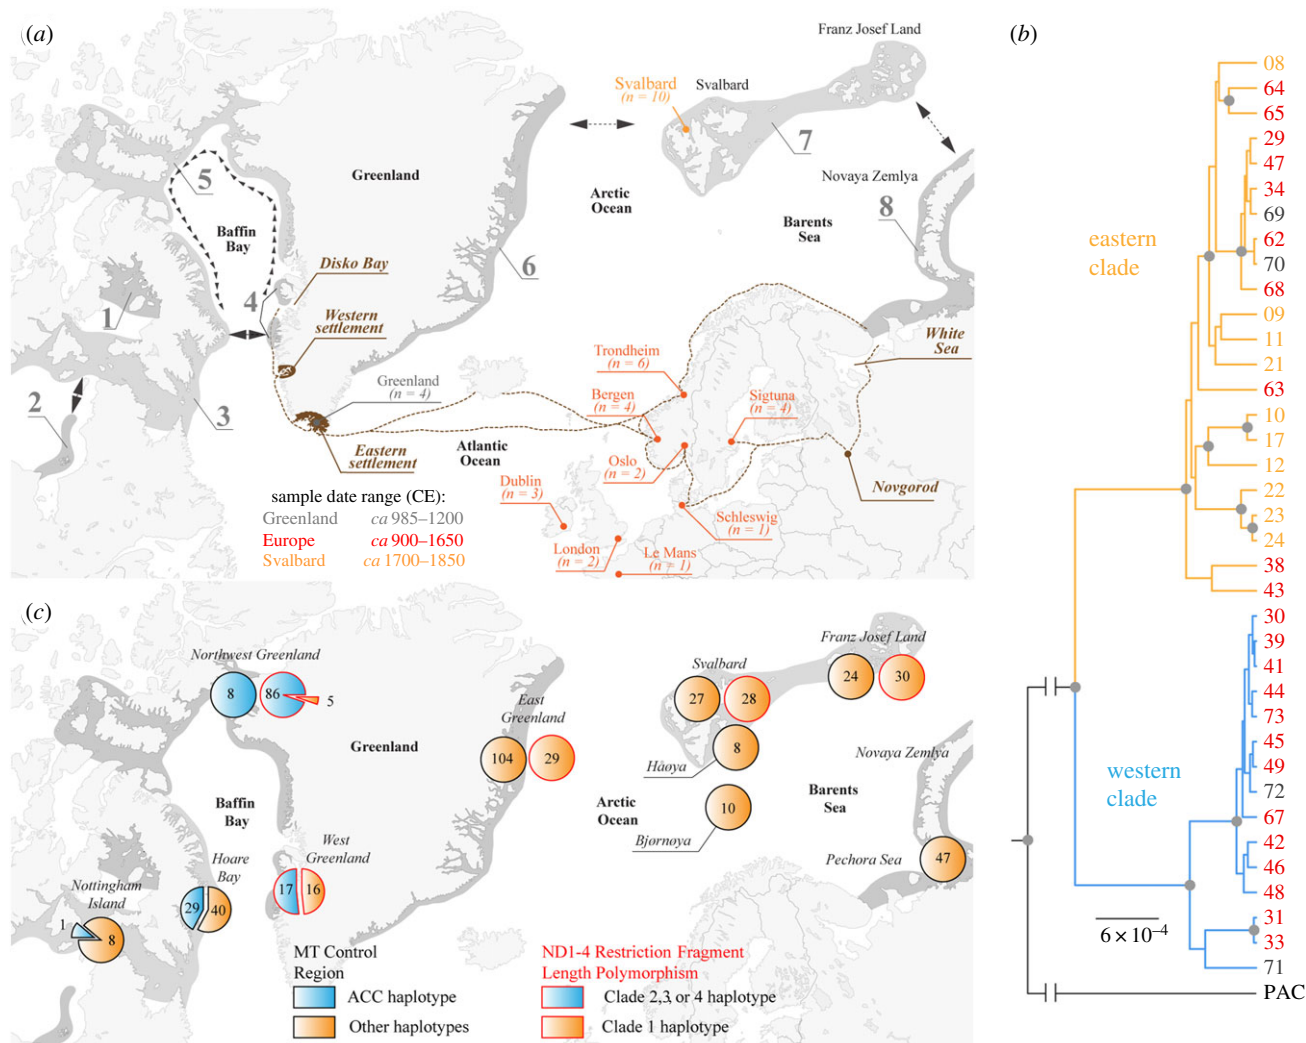 (a)
Franz Josef Land
Svalbard
(n = 10)
Svalbard
7
5
Greenland
Arctic
Ocean
Novaya Zemlya
8
Baffin
Bay
Barents
Sea
6
Disko Bay
4
1
Western
settlement
White
Sea
Trondheim
(n = 6)
Greenland
(n = 4)
Bergen
(n = 4)
Sigtuna
(n = 4)
2
3
Eastern
settlement
Atlantic
Ocean
Oslo
(n = 2)
Novgorod
Dublin
(n = 3)
Schleswig
(n = 1)
London
(n = 2)
Le Mans
(n = 1)
sample date range (CE):
Greenland ca 985–1200
Europe ca 900–1650
Svalbard ca 1700–1850
(b)
08
64
65
29
47
34
69
62
70
68
09
11
21
63
10
17
12
22
23
24
38
43
30
39
41
44
73
45
49
72
67
42
46
48
31
33
71
PAC
eastern
clade
western
clade
6 × 10–4
(c)
Northwest Greenland
8
86
5
Franz Josef Land
24
30
Svalbard
27
28
East
Greenland
104
29
Greenland
8
Håøya
Novaya Zemlya
Baffin
Bay
Arctic
Ocean
Barents
Sea
10
Bjørnøya
West
Greenland
17
16
Hoare
Bay
29
40
Pechora Sea
47
Nottingham
Island
1
8
MT Control
Region
ACC haplotype
Other haplotypes
ND1-4 Restriction Fragment
Length Polymorphism
Clade 2,3, or 4 haplotype
Clade 1 haplotype